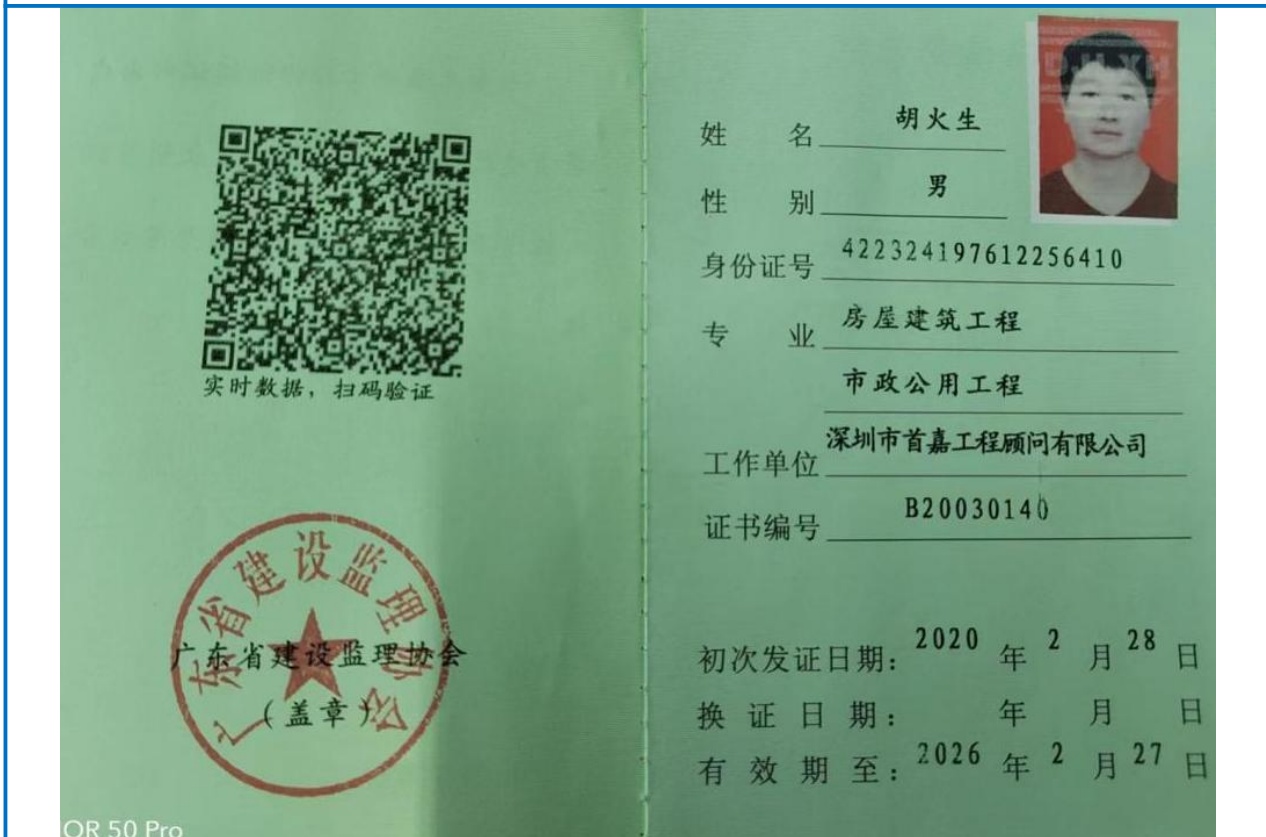 实时数据，扫码验证
广东省建设监理协会
广东省建设监理协会
（盖章）
姓 名 胡火生
性 别 男
身份证号 422324197612256410
专 业 房屋建筑工程
市政公用工程
工作单位 深圳市首嘉工程顾问有限公司
证书编号 B20030140
初次发证日期：2020 年 2 月 28 日
换 证 日 期： 年 月 日
有 效 期 至：2026 年 2 月 27 日
OR 50 Pro